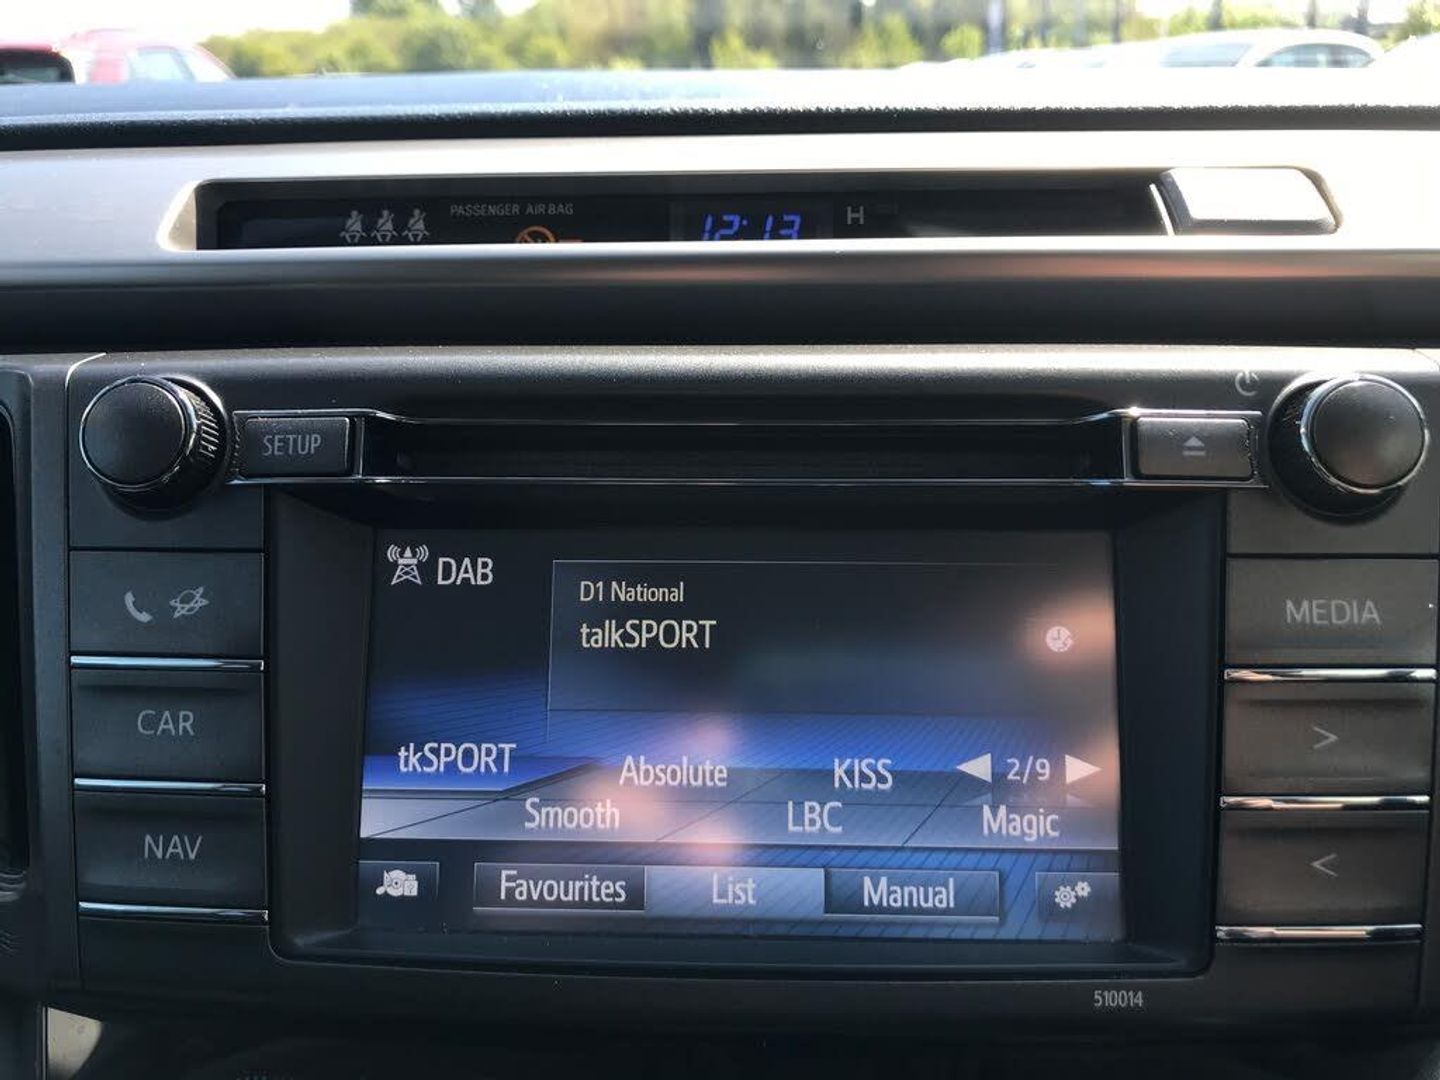 PASSENGER AIR BAG
12:13
H
SETUP
DAB
D1 National
talkSPORT
MEDIA
CAR
tkSPORT
Absolute
KISS
2/9
>
Smooth
LBC
Magic
NAV
<
Favourites
List
Manual
510014